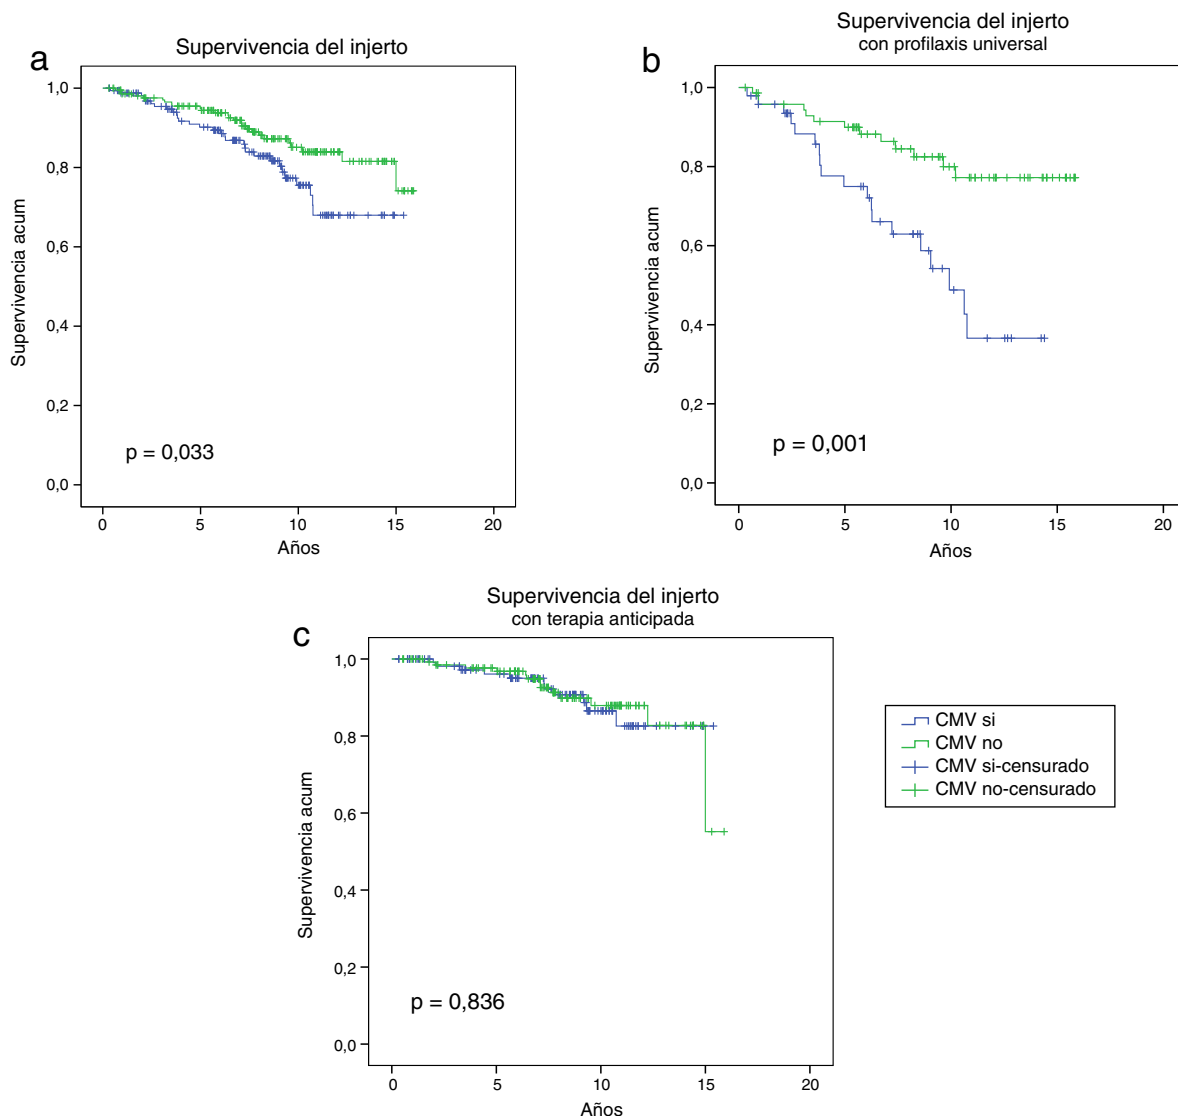 a
Supervivencia del injerto
Supervivencia acum
1,0
0,8
0,6
0,4
0,2
0,0
p = 0,033
0 5 10 15 20
Años
b
Supervivencia del injerto
con profilaxis universal
Supervivencia acum
1,0
0,8
0,6
0,4
0,2
0,0
p = 0,001
0 5 10 15 20
Años
c
Supervivencia del injerto
con terapia anticipada
Supervivencia acum
1,0
0,8
0,6
0,4
0,2
0,0
p = 0,836
0 5 10 15 20
Años
CMV si
CMV no
CMV si-censurado
CMV no-censurado